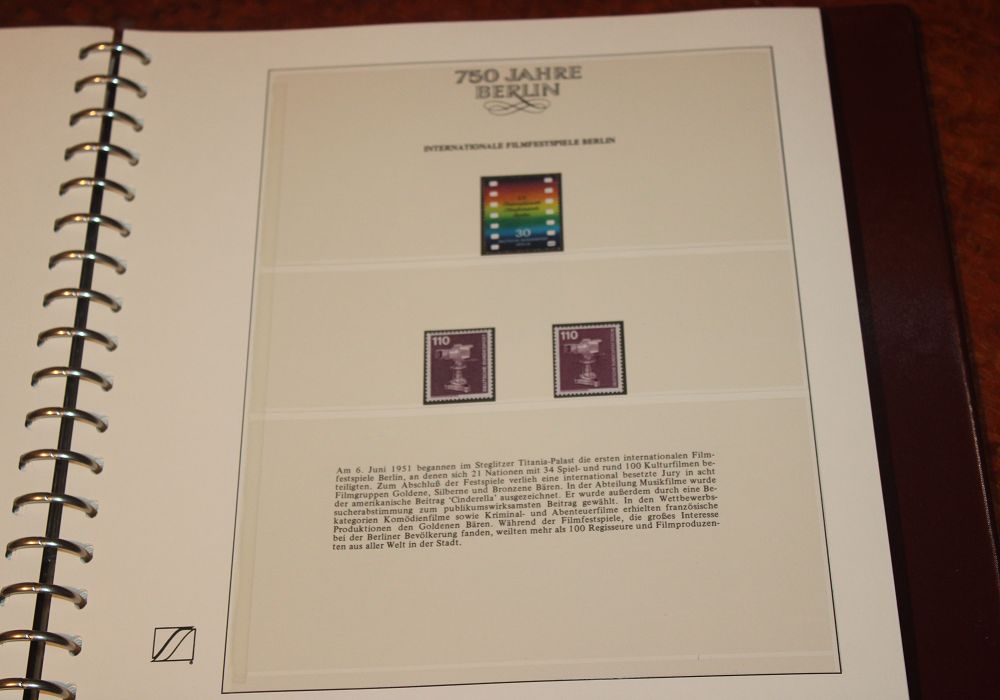 750 JAHRE
BERLIN
INTERNATIONALE FILMFESTSPIELE BERLIN
30
110
110
Am 6. Juni 1951 begannen im Steglitzer Titania-Palast die ersten internationalen Film-
festspiele Berlin, an denen sich 21 Nationen mit 34 Spiel- und rund 100 Kulturfilmen be-
teiligten. Zum Abschluß der Festspiele verlieh eine international besetzte Jury in acht
Filmgruppen Goldene, Silberne und Bronzene Bären. In der Abteilung Musikfilme wurde
der amerikanische Beitrag ‘Cinderella’ ausgezeichnet. Er wurde außerdem durch eine Be-
sucherabstimmung zum publikumswirksamsten Beitrag gewählt. In den Wettbewerbs-
kategorien Komödienfilme sowie Kriminal- und Abenteuerfilme erhielten französische
Produktionen den Goldenen Bären. Während der Filmfestspiele, die großes Interesse
bei der Berliner Bevölkerung fanden, weilten mehr als 100 Regisseure und Filmproduzen-
ten aus aller Welt in der Stadt.